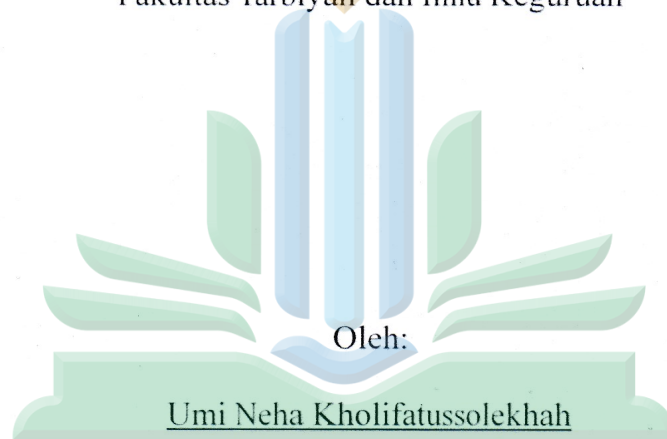 Fakultas Tarbiyah dan Ilmu Keguruan
Oleh:
Umi Neha Kholifatussolekhah